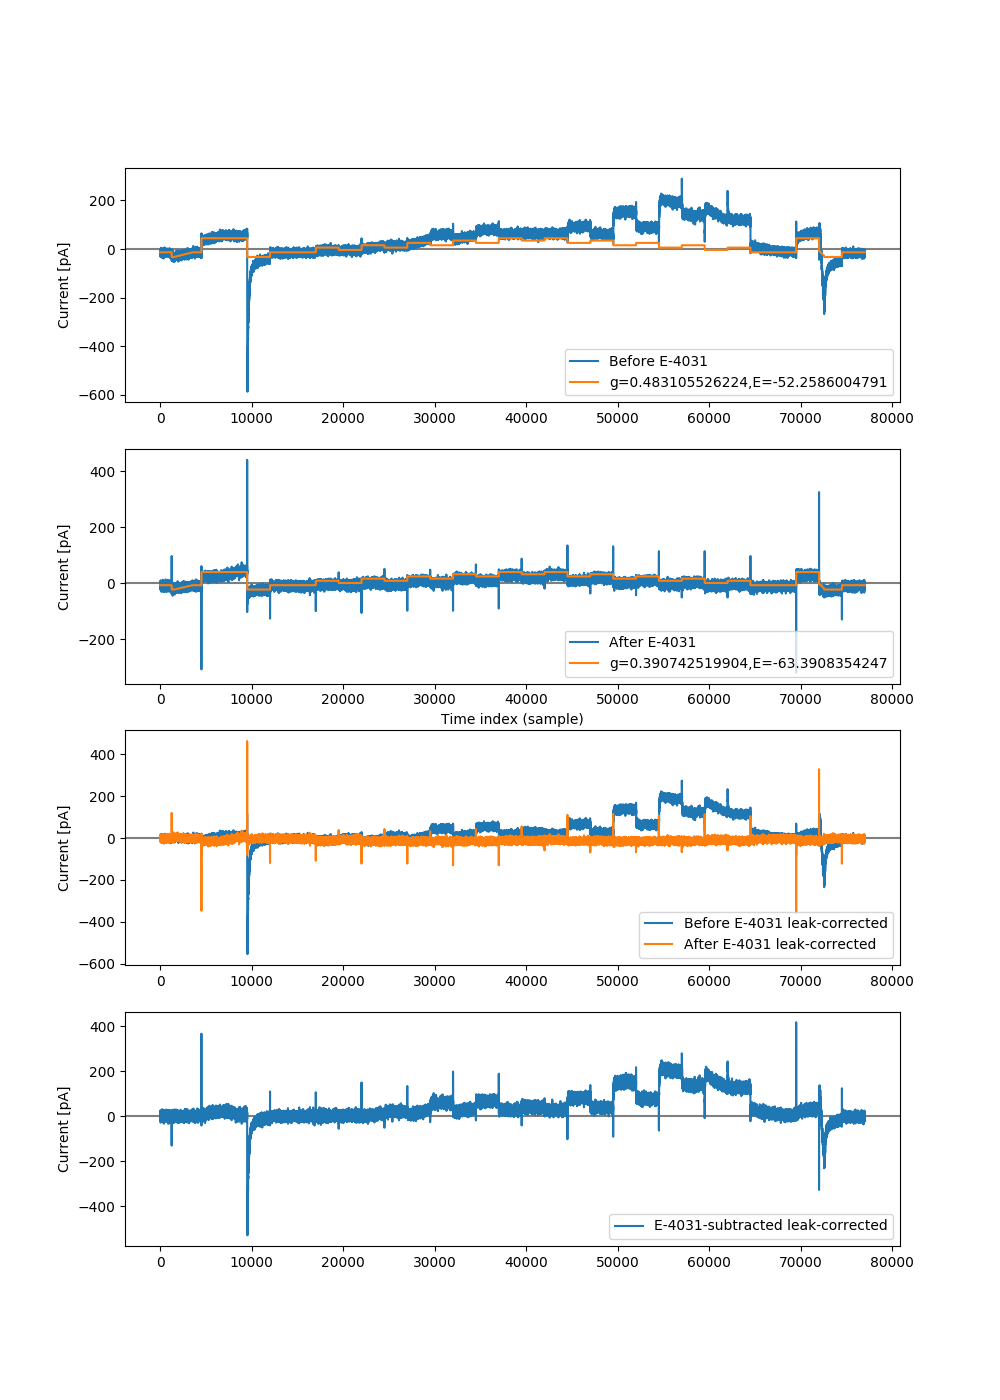 200
0
−200
−400
−600
Current [pA]
Before E-4031
g=0.483105526224,E=-52.2586004791
0 10000 20000 30000 40000 50000 60000 70000 80000
400
200
0
−200
Current [pA]
After E-4031
g=0.390742519904,E=-63.3908354247
0 10000 20000 30000 40000 50000 60000 70000 80000
Time index (sample)
400
200
0
−200
−400
−600
Current [pA]
Before E-4031 leak-corrected
After E-4031 leak-corrected
0 10000 20000 30000 40000 50000 60000 70000 80000
400
200
0
−200
−400
Current [pA]
E-4031-subtracted leak-corrected
0 10000 20000 30000 40000 50000 60000 70000 80000